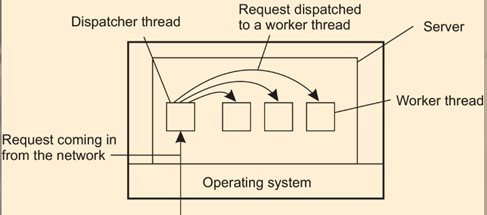 Dispatcher thread
Request dispatched
to a worker thread
Server
Worker thread
Request coming in
from the network
Operating system